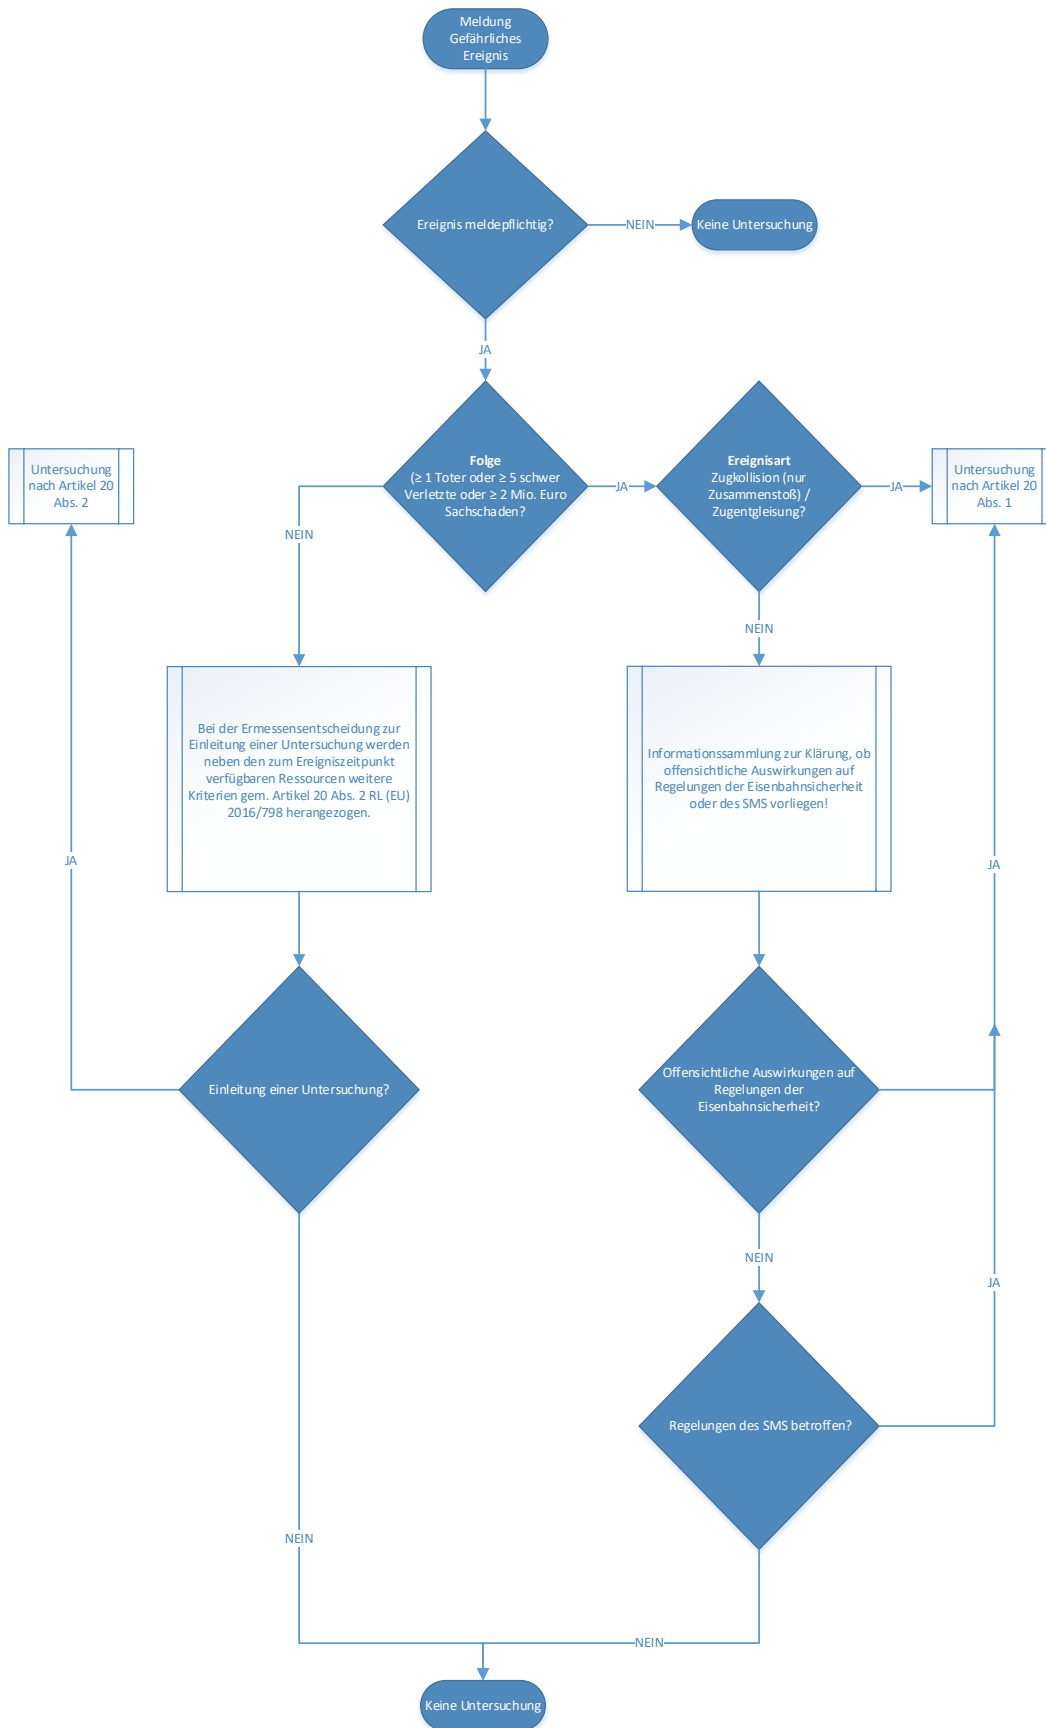 Meldung
Gefährliches
Ereignis
Ereignis meldepflichtig?
NEIN
Keine Untersuchung
JA
Untersuchung
nach Artikel 20
Abs. 2
Folge
(≥ 1 Toter oder ≥ 5 schwer
Verletzte oder ≥ 2 Mio. Euro
Sachschaden?
JA
Ereignisart
Zugkollision (nur
Zusammenstoß) /
Zugentgleisung?
JA
Untersuchung
nach Artikel 20
Abs. 1
NEIN
NEIN
Bei der Ermessensentscheidung zur
Einleitung einer Untersuchung werden
neben den zum Ereigniszeitpunkt
verfügbaren Ressourcen weitere
Kriterien gem. Artikel 20 Abs. 2 RL (EU)
2016/798 herangezogen.
Informationssammlung zur Klärung, ob
offensichtliche Auswirkungen auf
Regelungen der Eisenbahnsicherheit
oder des SMS vorliegen!
JA
JA
Einleitung einer Untersuchung?
Offensichtliche Auswirkungen auf
Regelungen der
Eisenbahnsicherheit?
NEIN
JA
Regelungen des SMS betroffen?
NEIN
NEIN
Keine Untersuchung